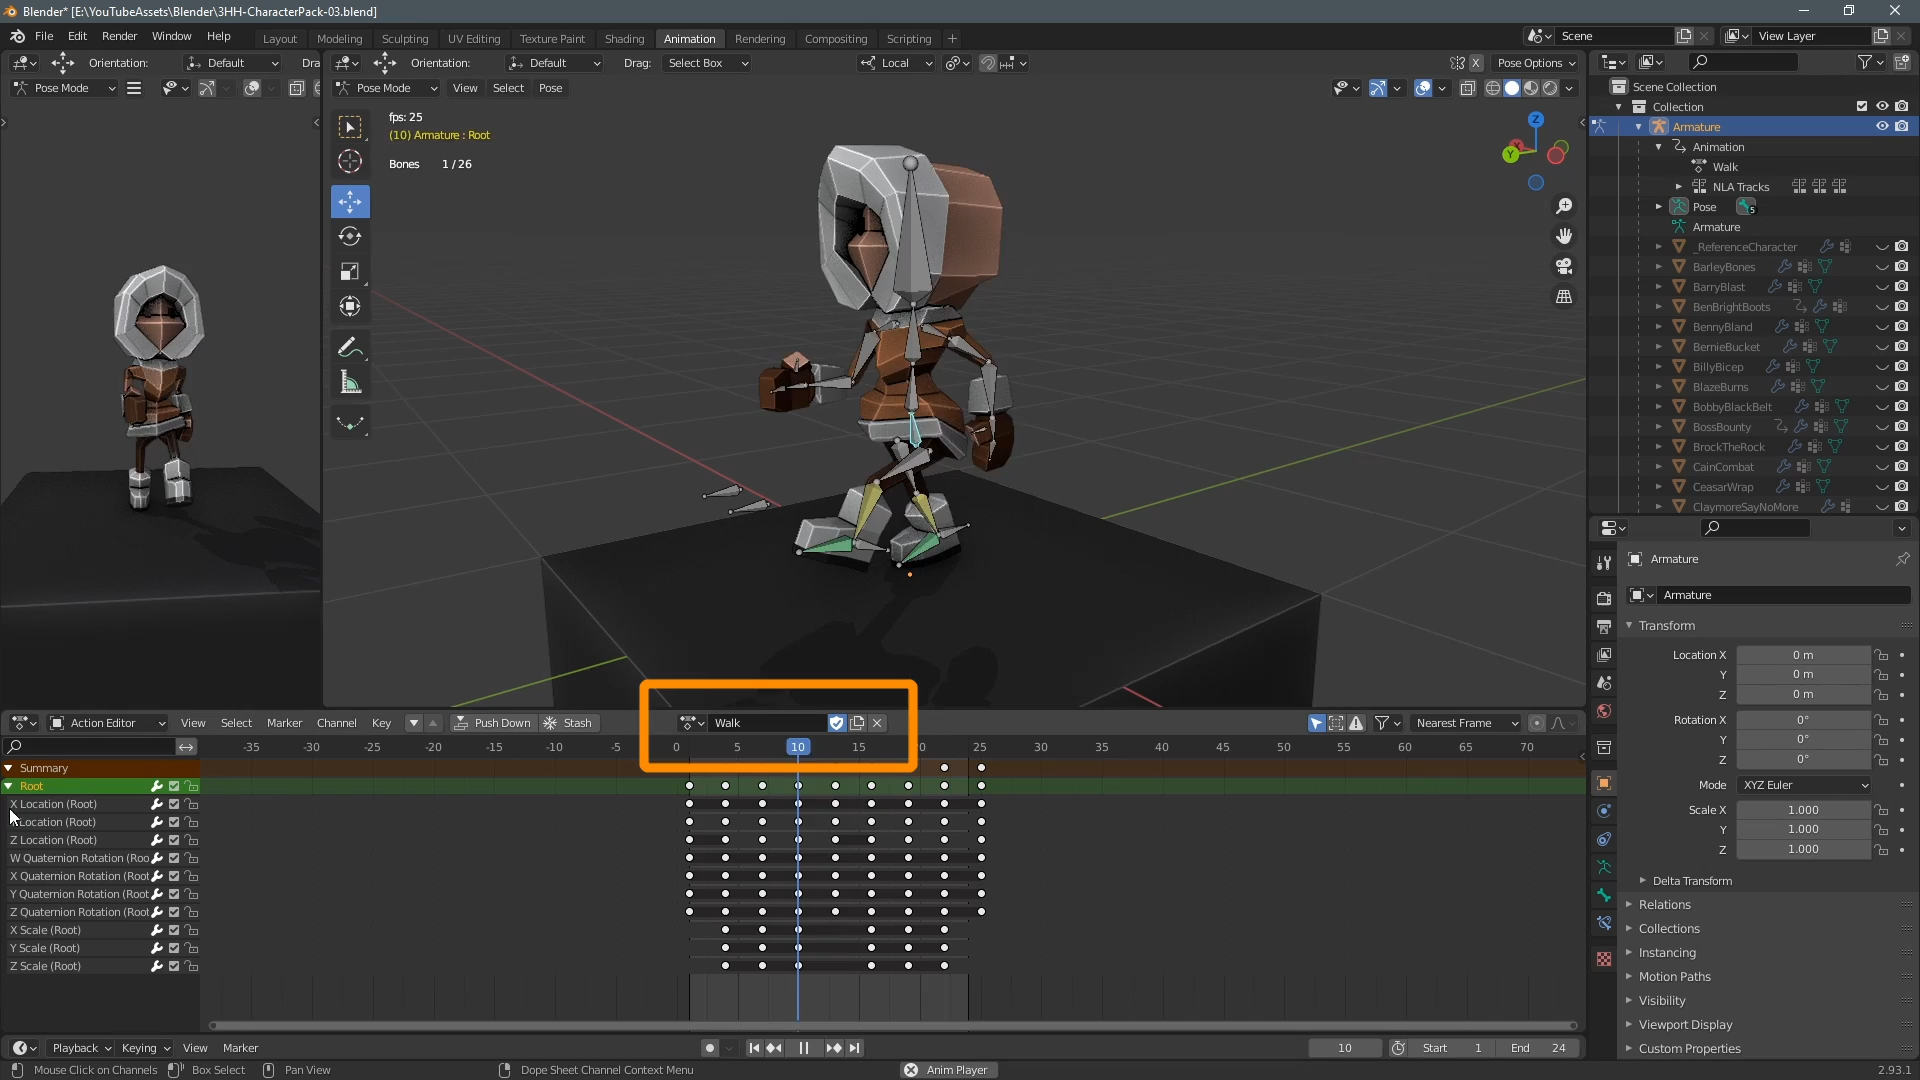 Blender* [E:\YouTubeAssets\Blender\3HH-CharacterPack-03.blend]
File Edit Render Window Help Layout Modeling Sculpting UV Editing Texture Paint Shading Animation Rendering Compositing Scripting + Scene View Layer
Orientation: Default Dra Orientation: Default Drag: Select Box Local X Pose Options
Pose Mode Pose Mode View Select Pose
fps: 25
(10) Armature : Root
Bones 1 / 26
Z
Y
Scene Collection
Collection
Armature
Animation
Walk
NLA Tracks
Pose 5
Armature
_ReferenceCharacter
BarleyBones
BarryBlast
BenBrightBoots
BennyBland
BernieBucket
BillyBicep
BlazeBurns
BobbyBlackBelt
BossBounty
BrockTheRock
CainCombat
CeasarWrap
ClaymoreSayNoMore
Armature
Armature
Transform
Location X 0 m
Y 0 m
Z 0 m
Rotation X 0°
Y 0°
Z 0°
Mode XYZ Euler
Scale X 1.000
Y 1.000
Z 1.000
Delta Transform
Relations
Collections
Instancing
Motion Paths
Visibility
Viewport Display
Custom Properties
Action Editor View Select Marker Channel Key Push Down Stash Walk Nearest Frame
-35 -30 -25 -20 -15 -10 -5 0 5 10 15 0 25 30 35 40 45 50 55 60 65 70
Summary
Root
X Location (Root)
Location (Root)
Z Location (Root)
W Quaternion Rotation (Roo
X Quaternion Rotation (Root
Y Quaternion Rotation (Root
Z Quaternion Rotation (Root
X Scale (Root)
Y Scale (Root)
Z Scale (Root)
Playback Keying View Marker 10 Start 1 End 24
Mouse Click on Channels Box Select Pan View Dope Sheet Channel Context Menu Anim Player 2.93.1